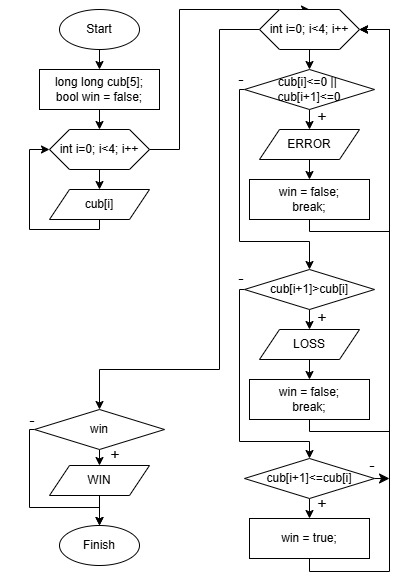 Start
long long cub[5];
bool win = false;
int i=0; i<4; i++
cub[i]
int i=0; i<4; i++
-
cub[i]<=0 ||
cub[i+1]<=0
+
ERROR
win = false;
break;
-
cub[i+1]>cub[i]
+
LOSS
win = false;
break;
-
cub[i+1]<=cub[i]
+
win = true;
-
win
+
WIN
Finish